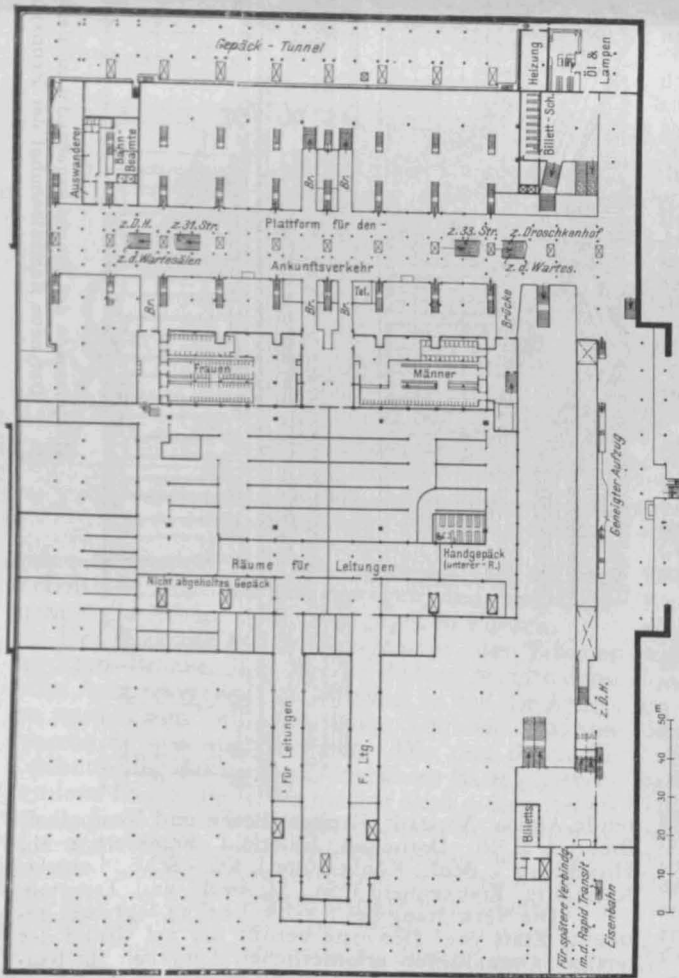 Gepäck - Tunnel
Heizung
Öl &
Lampen
Billett-Sch.
Auswanderer
Bahn-
Beamte
Br.
Br.
z.D.H.
z.31.Str.
z.d.Wartesälen
Plattform für den -
Ankunftsverkehr
z.33.Str.
z.Droschkenhof
z.d.Wartes.
Br.
Br.
Br.
Tel.
Brücke
Frauen
Männer
Geneigter Aufzug
Räume für Leitungen
Handgepäck
(unterer-R.)
Nicht abgeholtes Gepäck
z.D.H.
Für Leitungen
F. Ltg.
Billetts
Für spätere Verbindg.
m.d. Rapid Transit -
Eisenbahn
0 10 20 30 40 50m